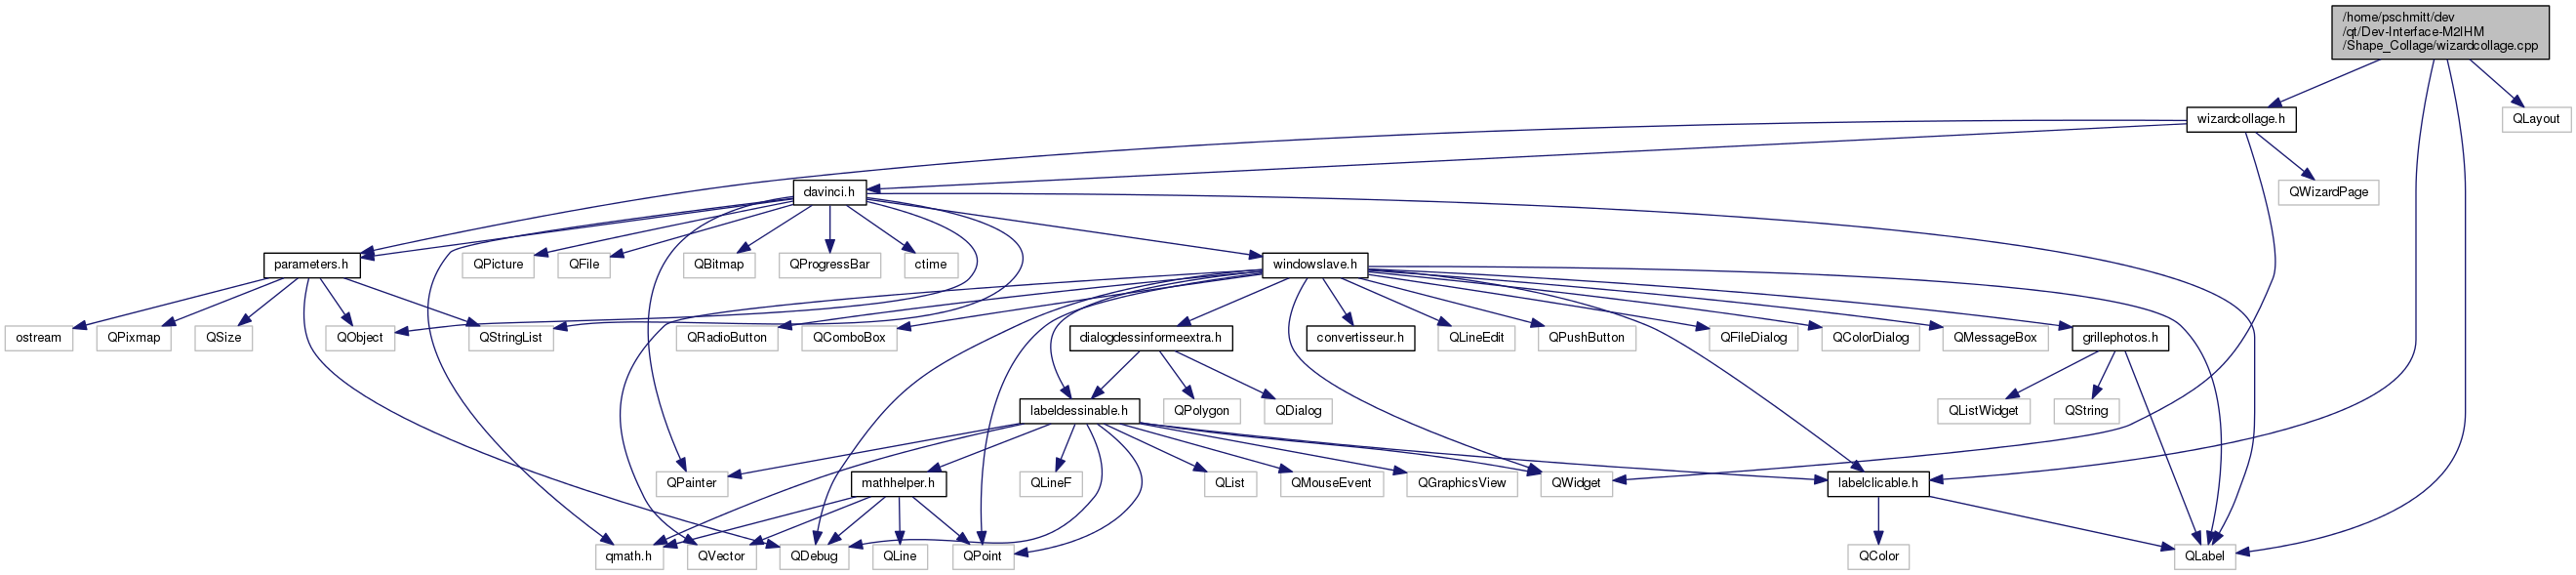 /home/pschmitt/dev
/qt/Dev-Interface-M2IHM
/Shape_Collage/wizardcollage.cpp
wizardcollage.h
QLayout
davinci.h
QWizardPage
parameters.h
QPicture
QFile
QBitmap
QProgressBar
ctime
windowslave.h
ostream
QPixmap
QSize
QObject
QStringList
QRadioButton
QComboBox
dialogdessinformeextra.h
convertisseur.h
QLineEdit
QPushButton
QFileDialog
QColorDialog
QMessageBox
grillephotos.h
labeldessinable.h
QPolygon
QDialog
QListWidget
QString
QPainter
mathhelper.h
QLineF
QList
QMouseEvent
QGraphicsView
QWidget
labelclicable.h
qmath.h
QVector
QDebug
QLine
QPoint
QColor
QLabel